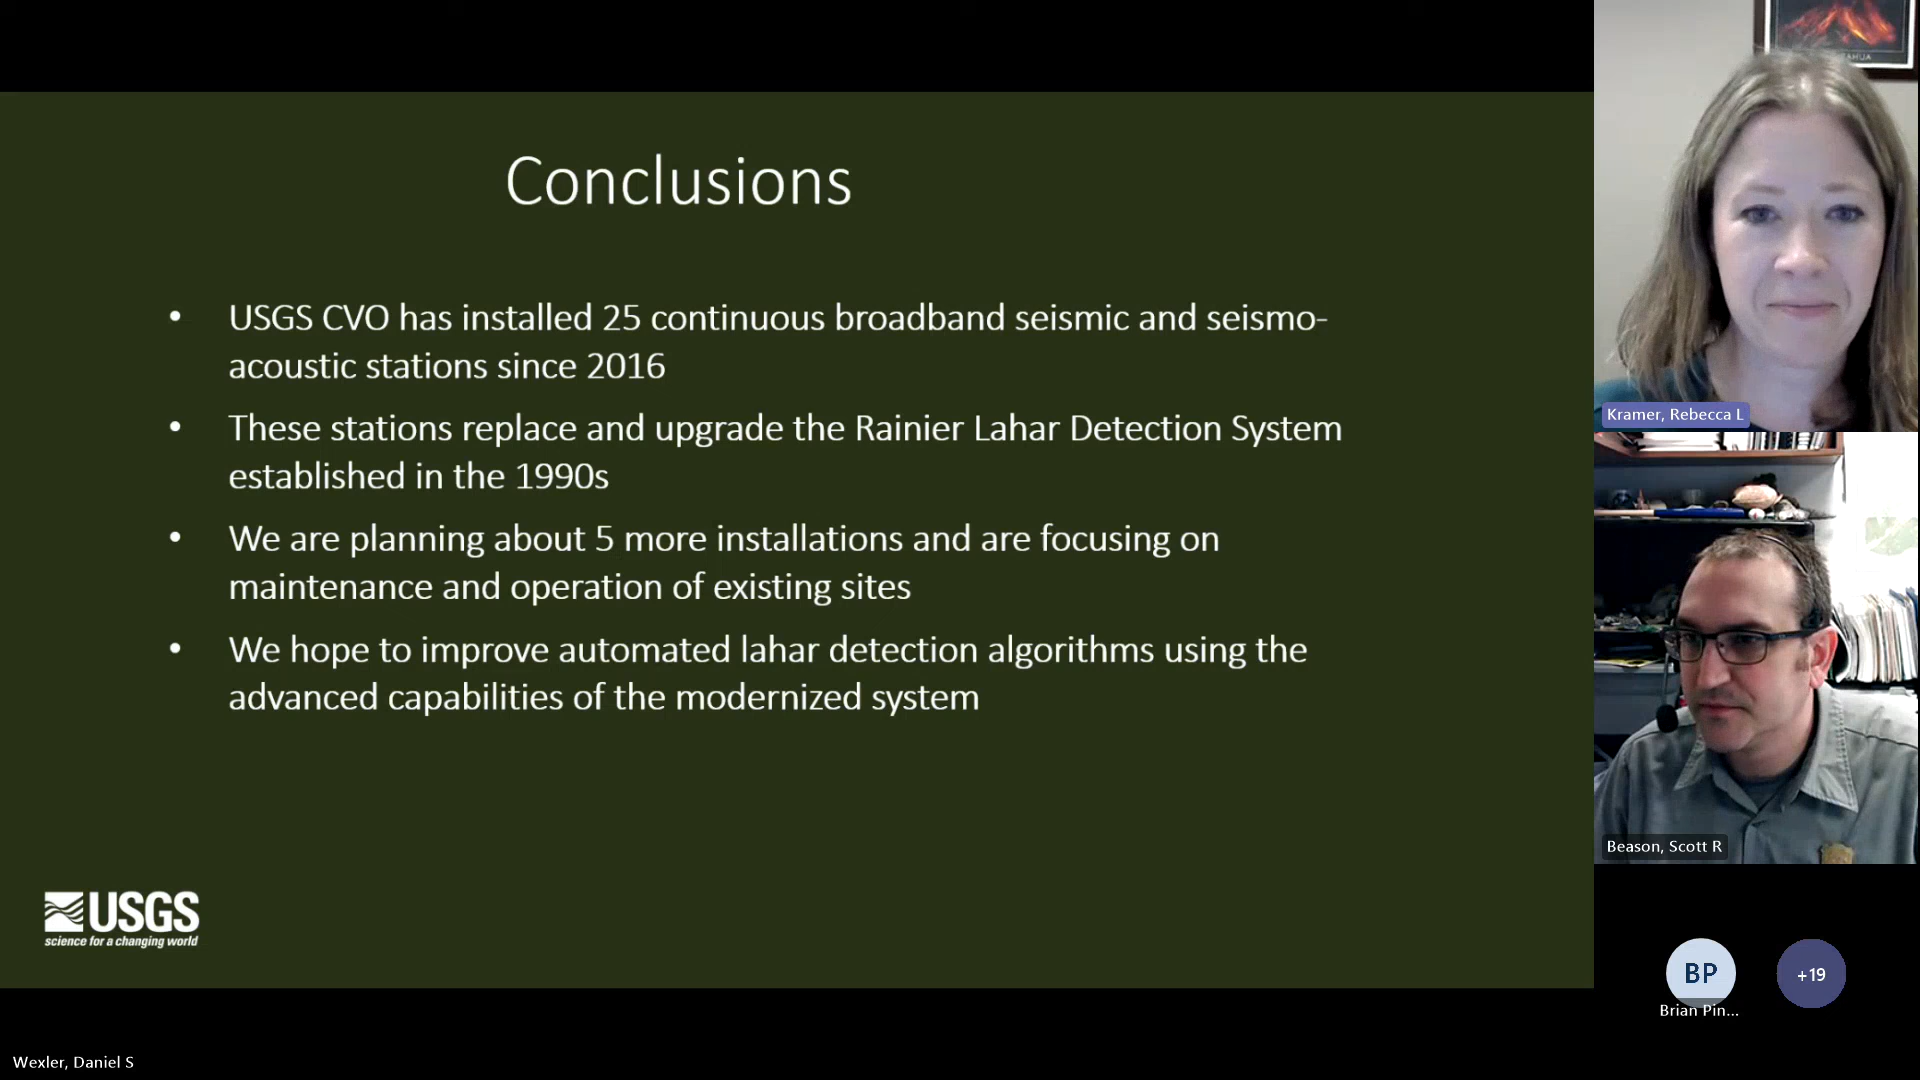 Conclusions
• USGS CVO has installed 25 continuous broadband seismic and seismo-
acoustic stations since 2016
• These stations replace and upgrade the Rainier Lahar Detection System
established in the 1990s
• We are planning about 5 more installations and are focusing on
maintenance and operation of existing sites
• We hope to improve automated lahar detection algorithms using the
advanced capabilities of the modernized system
USGS
science for a changing world
Wexler, Daniel S
Kramer, Rebecca L
Beason, Scott R
BP
Brian Pin...
+19